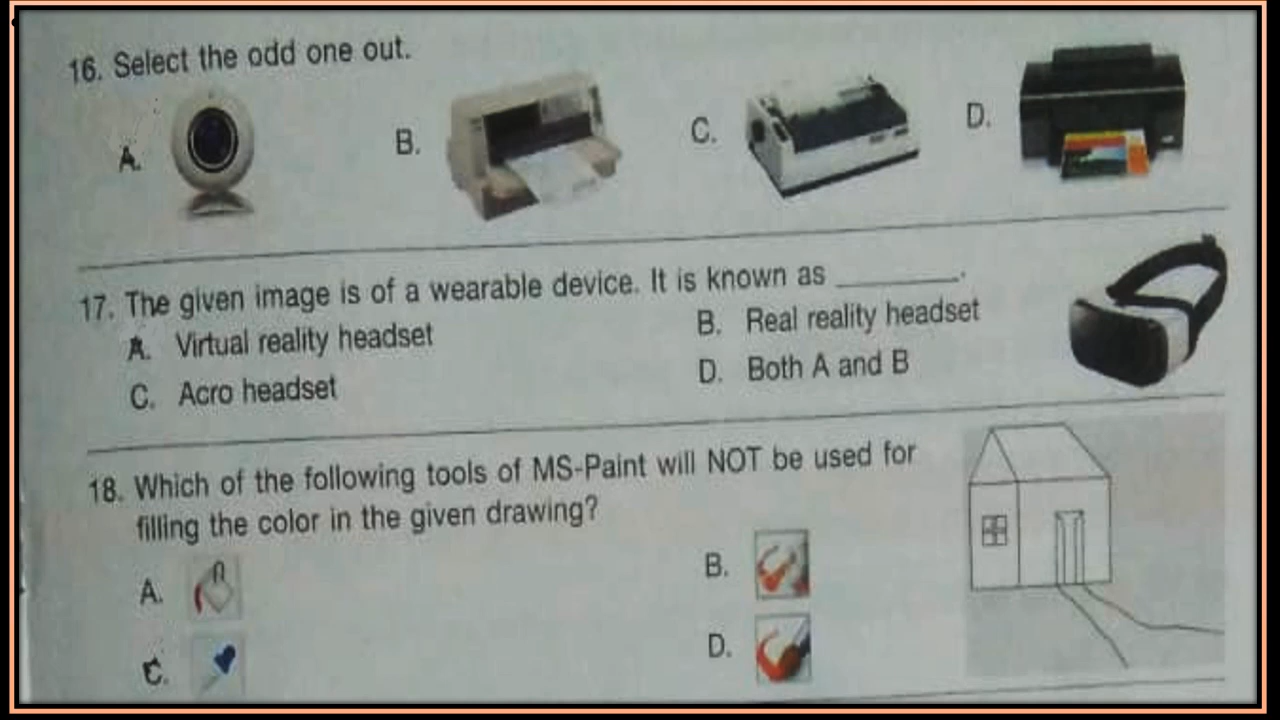 16. Select the odd one out.
A. B. C. D.
17. The given image is of a wearable device. It is known as ________.
A. Virtual reality headset B. Real reality headset
C. Acro headset D. Both A and B
18. Which of the following tools of MS-Paint will NOT be used for
filling the color in the given drawing?
A. B.
C. D.